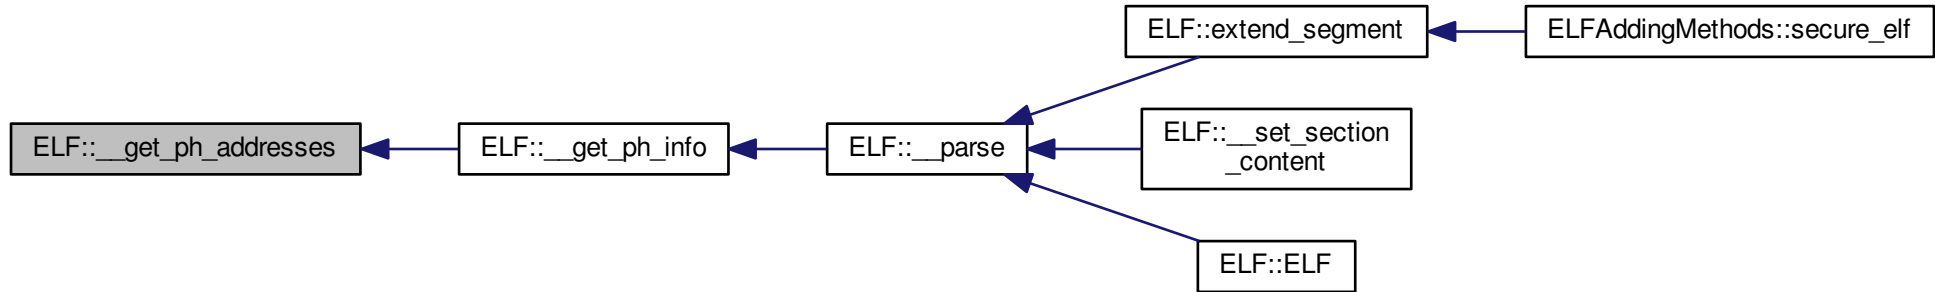 ELF::extend_segment
ELFAddingMethods::secure_elf
ELF::__get_ph_addresses
ELF::__get_ph_info
ELF::__parse
ELF::__set_section
_content
ELF::ELF